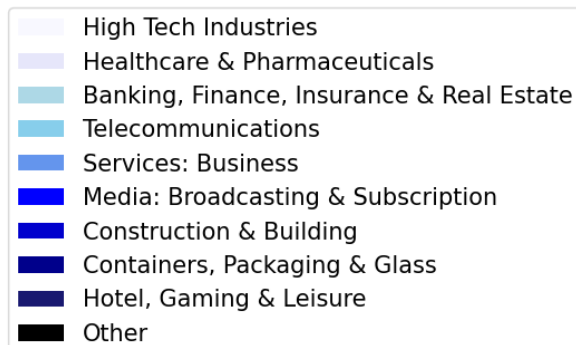 High Tech Industries
Healthcare & Pharmaceuticals
Banking, Finance, Insurance & Real Estate
Telecommunications
Services: Business
Media: Broadcasting & Subscription
Construction & Building
Containers, Packaging & Glass
Hotel, Gaming & Leisure
Other